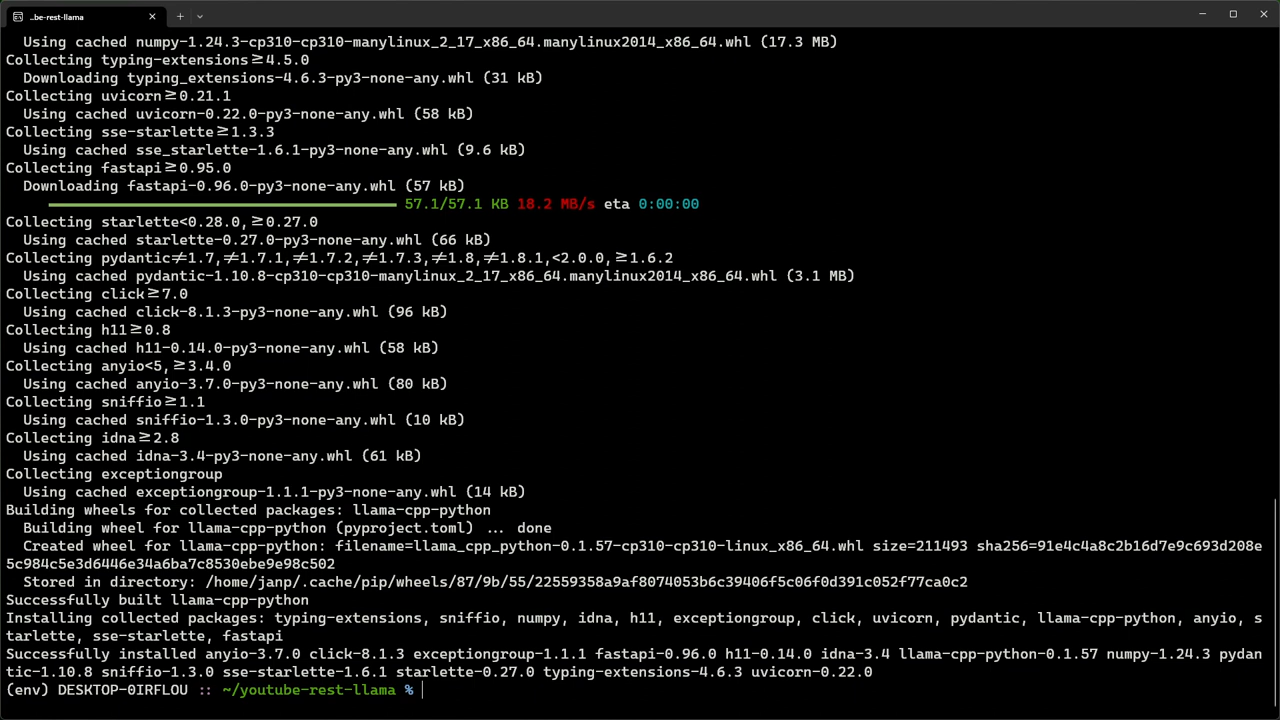 ..be-rest-llama
Using cached numpy-1.24.3-cp310-cp310-manylinux_2_17_x86_64.manylinux2014_x86_64.whl (17.3 MB)
Collecting typing-extensions≥4.5.0
Downloading typing_extensions-4.6.3-py3-none-any.whl (31 kB)
Collecting uvicorn≥0.21.1
Using cached uvicorn-0.22.0-py3-none-any.whl (58 kB)
Collecting sse-starlette≥1.3.3
Using cached sse_starlette-1.6.1-py3-none-any.whl (9.6 kB)
Collecting fastapi≥0.95.0
Downloading fastapi-0.96.0-py3-none-any.whl (57 kB)
57.1/57.1 KB 18.2 MB/s eta 0:00:00
Collecting starlette<0.28.0,≥0.27.0
Using cached starlette-0.27.0-py3-none-any.whl (66 kB)
Collecting pydantic≠1.7,≠1.7.1,≠1.7.2,≠1.7.3,≠1.8,≠1.8.1,<2.0.0,≥1.6.2
Using cached pydantic-1.10.8-cp310-cp310-manylinux_2_17_x86_64.manylinux2014_x86_64.whl (3.1 MB)
Collecting click≥7.0
Using cached click-8.1.3-py3-none-any.whl (96 kB)
Collecting h11≥0.8
Using cached h11-0.14.0-py3-none-any.whl (58 kB)
Collecting anyio<5,≥3.4.0
Using cached anyio-3.7.0-py3-none-any.whl (80 kB)
Collecting sniffio≥1.1
Using cached sniffio-1.3.0-py3-none-any.whl (10 kB)
Collecting idna≥2.8
Using cached idna-3.4-py3-none-any.whl (61 kB)
Collecting exceptiongroup
Using cached exceptiongroup-1.1.1-py3-none-any.whl (14 kB)
Building wheels for collected packages: llama-cpp-python
Building wheel for llama-cpp-python (pyproject.toml) ... done
Created wheel for llama-cpp-python: filename=llama_cpp_python-0.1.57-cp310-cp310-linux_x86_64.whl size=211493 sha256=91e4c4a8c2b16d7e9c693d208e
5c984c5e3d6446e34a6ba7c8530ebe9e98c502
Stored in directory: /home/janp/.cache/pip/wheels/87/9b/55/22559358a9af8074053b6c39406f5c06f0d391c052f77ca0c2
Successfully built llama-cpp-python
Installing collected packages: typing-extensions, sniffio, numpy, idna, h11, exceptiongroup, click, uvicorn, pydantic, llama-cpp-python, anyio, s
tarlette, sse-starlette, fastapi
Successfully installed anyio-3.7.0 click-8.1.3 exceptiongroup-1.1.1 fastapi-0.96.0 h11-0.14.0 idna-3.4 llama-cpp-python-0.1.57 numpy-1.24.3 pydan
tic-1.10.8 sniffio-1.3.0 sse-starlette-1.6.1 starlette-0.27.0 typing-extensions-4.6.3 uvicorn-0.22.0
(env) DESKTOP-0IRFLOU :: ~/youtube-rest-llama %